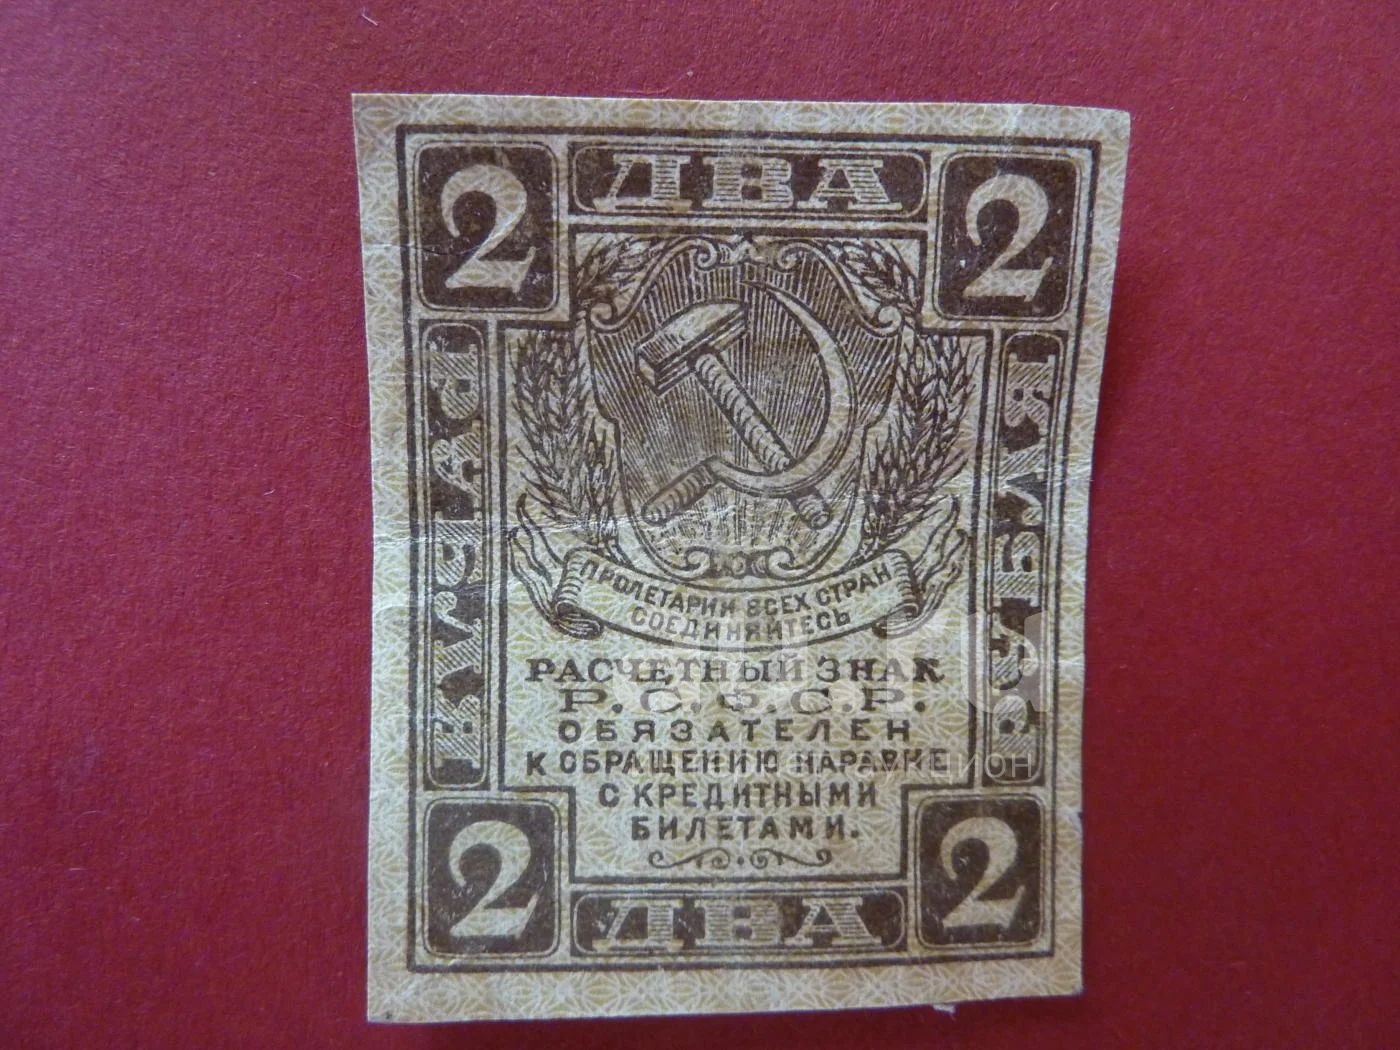 2 ДВА 2
РУБЛЯ
РУБЛЯ
ПРОЛЕТАРИИ ВСЕХ СТРАН
СОЕДИНЯЙТЕСЬ
РАСЧЕТНЫЙ ЗНАК
Р.С.Ф.С.Р.
ОБЯЗАТЕЛЕН
К ОБРАЩЕНИЮ НАРАВНЕ
С КРЕДИТНЫМИ
БИЛЕТАМИ.
2 ДВА 2